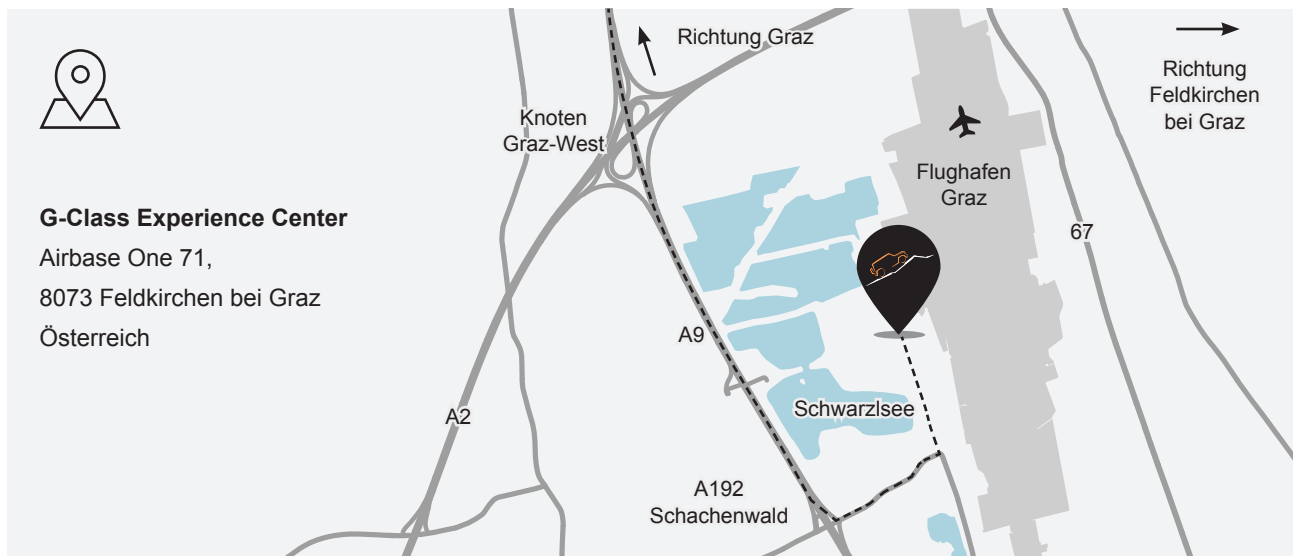 Richtung Graz
Richtung
Feldkirchen
bei Graz
Knoten
Graz-West
Flughafen
Graz
G-Class Experience Center
Airbase One 71,
8073 Feldkirchen bei Graz
Österreich
67
A9
A2
Schwarzlsee
A192
Schachenwald